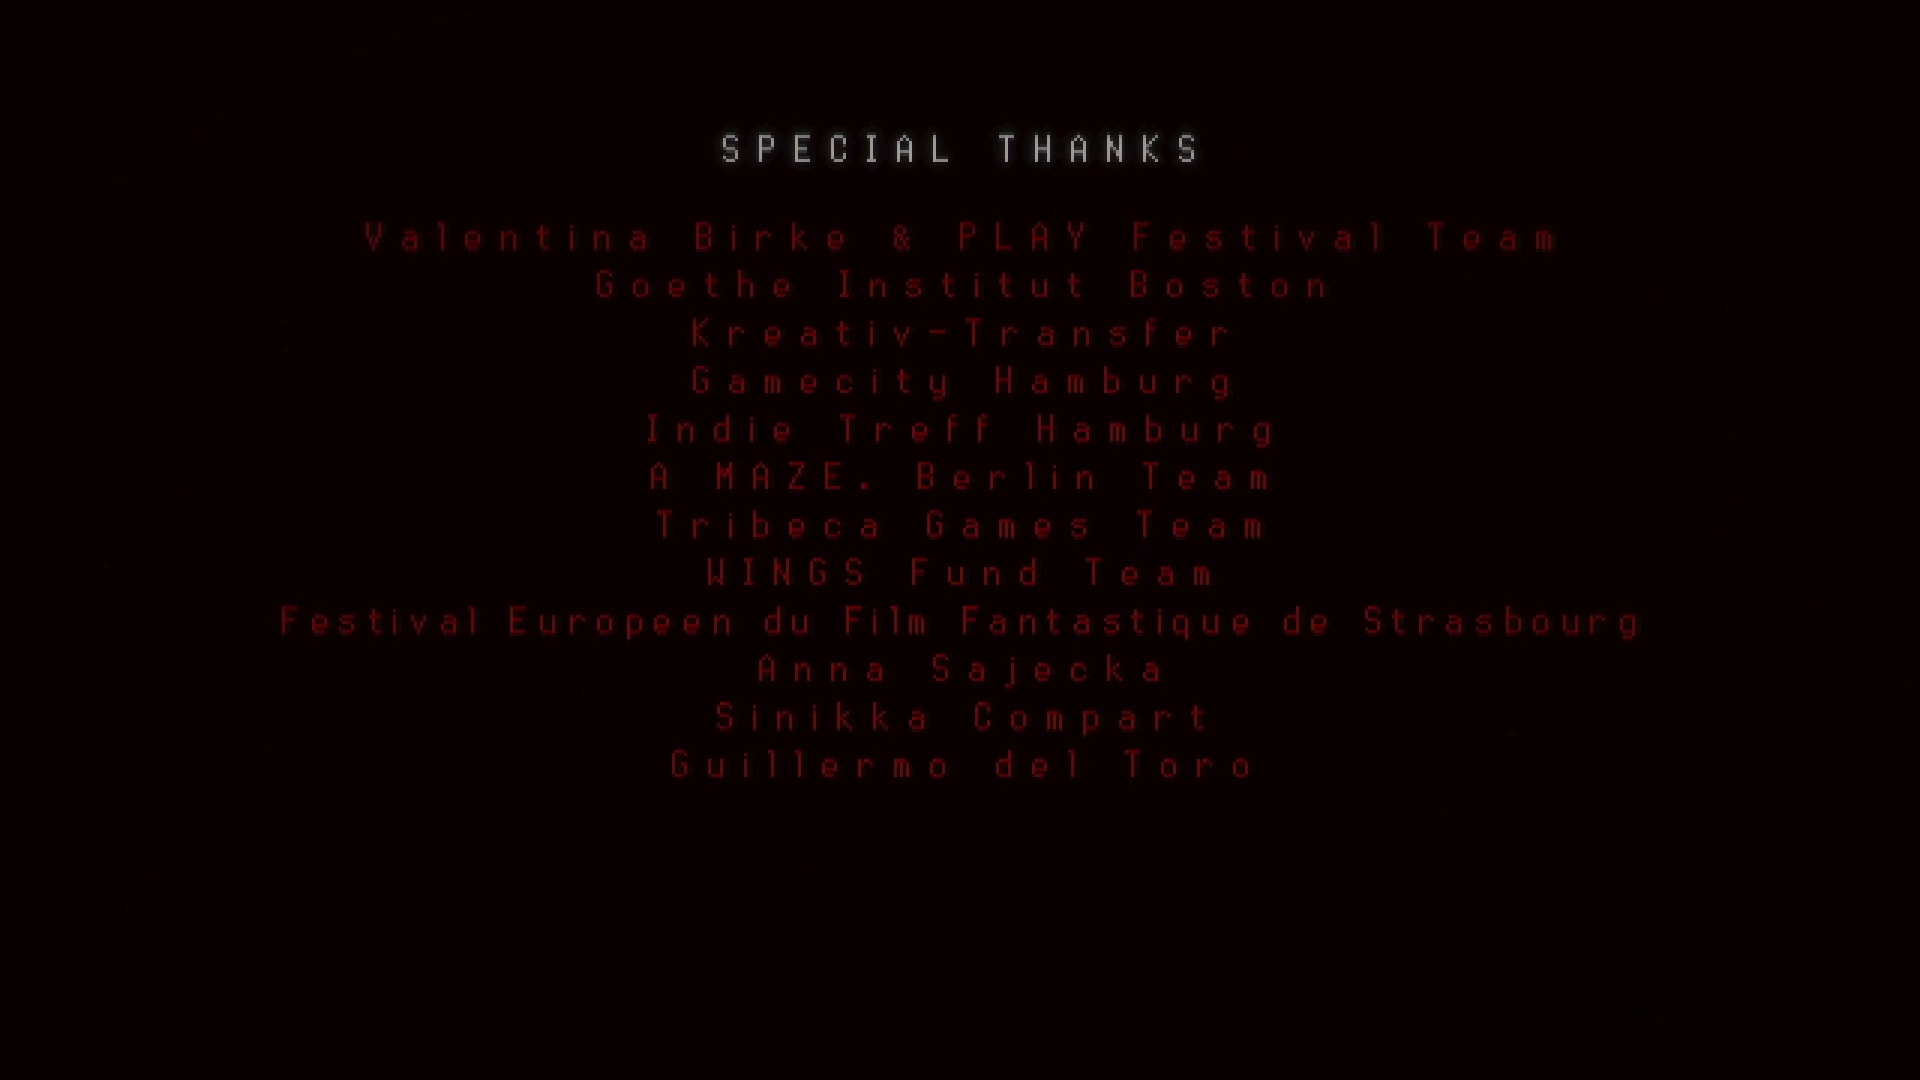 SPECIAL THANKS
Valentina Birke & PLAY Festival Team
Goethe Institut Boston
Kreativ-Transfer
Gamecity Hamburg
Indie Treff Hamburg
A MAZE. Berlin Team
Tribeca Games Team
WINGS Fund Team
Festival Europeen du Film Fantastique de Strasbourg
Anna Sajecka
Sinikka Compart
Guillermo del Toro